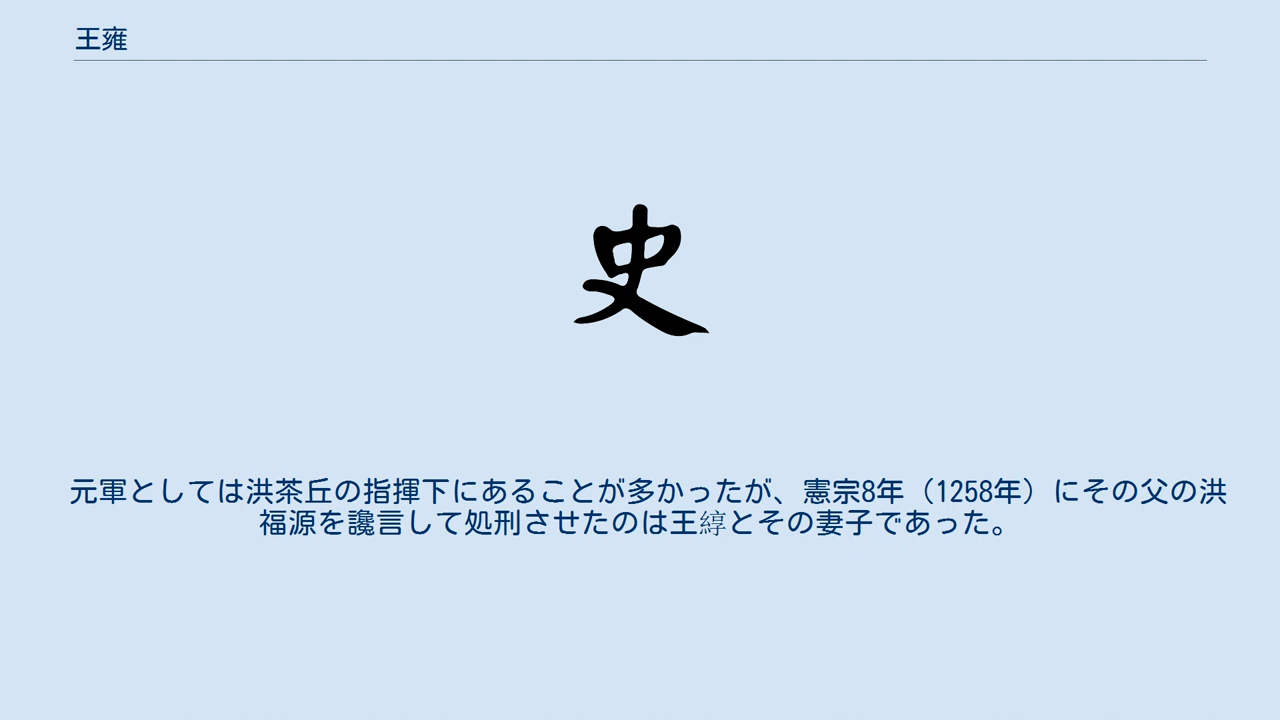 王雍
史
元軍としては洪茶丘の指揮下にあることが多かったが、憲宗8年（1258年）にその父の洪
福源を讒言して処刑させたのは王綧とその妻子であった。